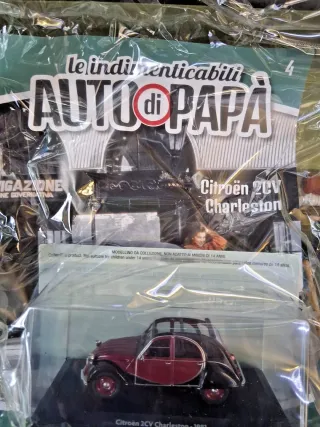 le indimenticabili
4
AUTO di PAPÀ
Citroën 2CV
Charleston
MODELLINO DA COLLEZIONE, NON ADATTO AI MINORI DI 14 ANNI
Citroën 2CV Charleston - 1981